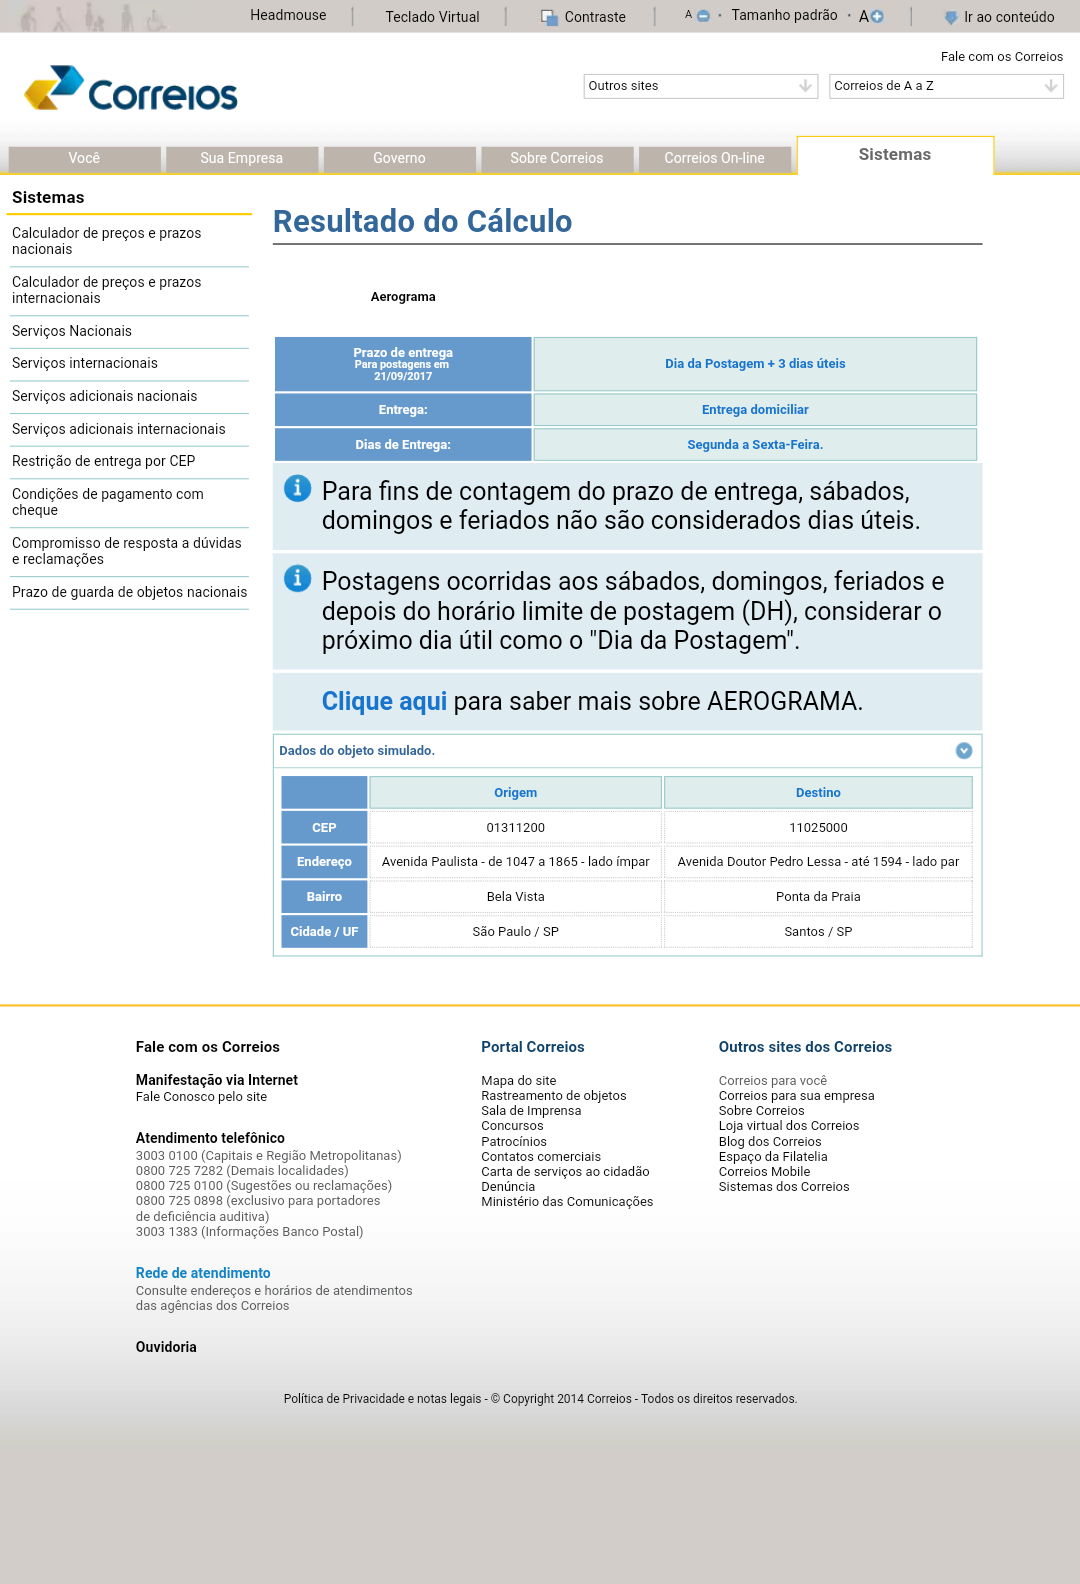 Headmouse
Teclado Virtual
Contraste
A
Tamanho padrão
A
Ir ao conteúdo
Fale com os Correios
Correios
Outros sites
Correios de A a Z
Você
Sua Empresa
Governo
Sobre Correios
Correios On-line
Sistemas
Sistemas
Calculador de preços e prazos
nacionais
Calculador de preços e prazos
internacionais
Serviços Nacionais
Serviços internacionais
Serviços adicionais nacionais
Serviços adicionais internacionais
Restrição de entrega por CEP
Condições de pagamento com
cheque
Compromisso de resposta a dúvidas
e reclamações
Prazo de guarda de objetos nacionais
Resultado do Cálculo
Aerograma
Prazo de entrega
Para postagens em
21/09/2017
Dia da Postagem + 3 dias úteis
Entrega:
Entrega domiciliar
Dias de Entrega:
Segunda a Sexta-Feira.
Para fins de contagem do prazo de entrega, sábados,
domingos e feriados não são considerados dias úteis.
Postagens ocorridas aos sábados, domingos, feriados e
depois do horário limite de postagem (DH), considerar o
próximo dia útil como o "Dia da Postagem".
Clique aqui para saber mais sobre AEROGRAMA.
Dados do objeto simulado.
Origem
Destino
CEP
01311200
11025000
Endereço
Avenida Paulista - de 1047 a 1865 - lado ímpar
Avenida Doutor Pedro Lessa - até 1594 - lado par
Bairro
Bela Vista
Ponta da Praia
Cidade / UF
São Paulo / SP
Santos / SP
Fale com os Correios
Manifestação via Internet
Fale Conosco pelo site
Atendimento telefônico
3003 0100 (Capitais e Região Metropolitanas)
0800 725 7282 (Demais localidades)
0800 725 0100 (Sugestões ou reclamações)
0800 725 0898 (exclusivo para portadores
de deficiência auditiva)
3003 1383 (Informações Banco Postal)
Rede de atendimento
Consulte endereços e horários de atendimentos
das agências dos Correios
Ouvidoria
Portal Correios
Mapa do site
Rastreamento de objetos
Sala de Imprensa
Concursos
Patrocínios
Contatos comerciais
Carta de serviços ao cidadão
Denúncia
Ministério das Comunicações
Outros sites dos Correios
Correios para você
Correios para sua empresa
Sobre Correios
Loja virtual dos Correios
Blog dos Correios
Espaço da Filatelia
Correios Mobile
Sistemas dos Correios
Política de Privacidade e notas legais - © Copyright 2014 Correios - Todos os direitos reservados.